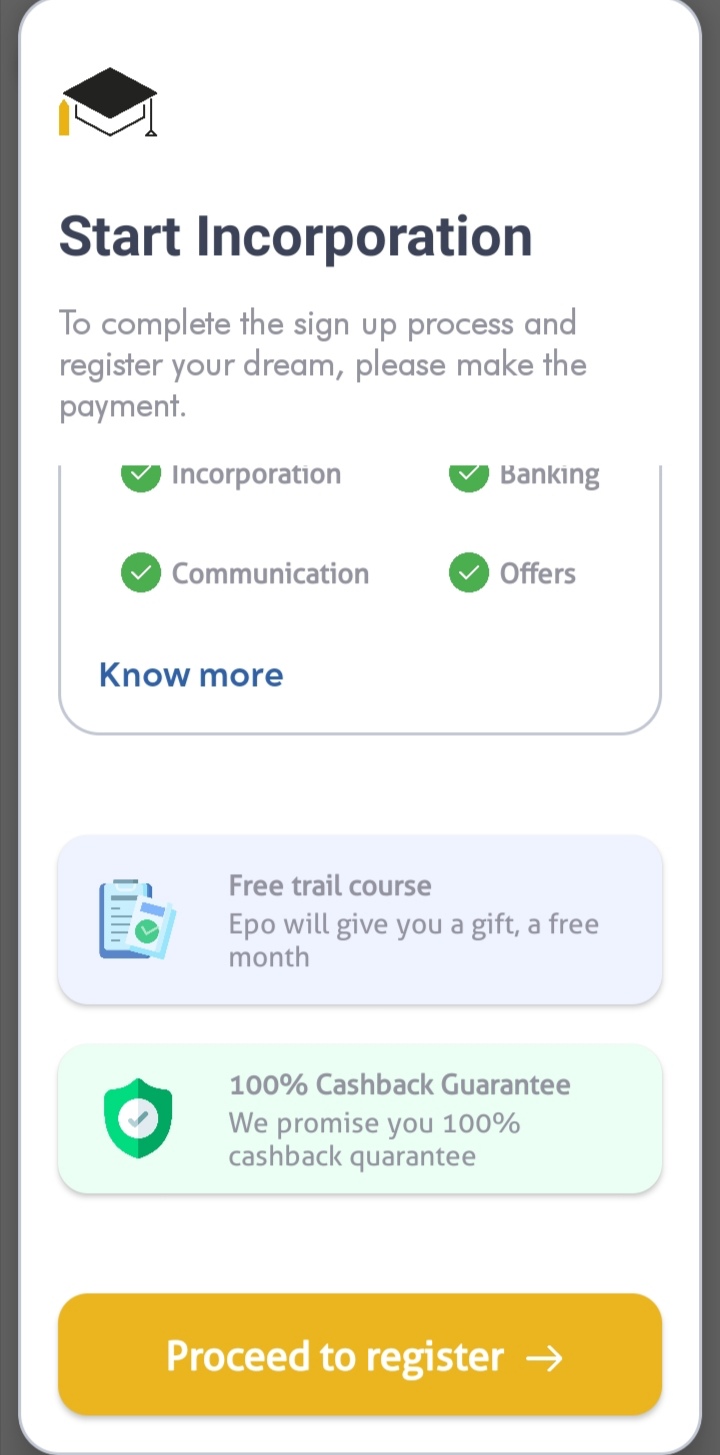 Start Incorporation
To complete the sign up process and
register your dream, please make the
payment.
Incorporation
Banking
Communication
Offers
Know more
Free trail course
Epo will give you a gift, a free
month
100% Cashback Guarantee
We promise you 100%
cashback quarantee
Proceed to register →